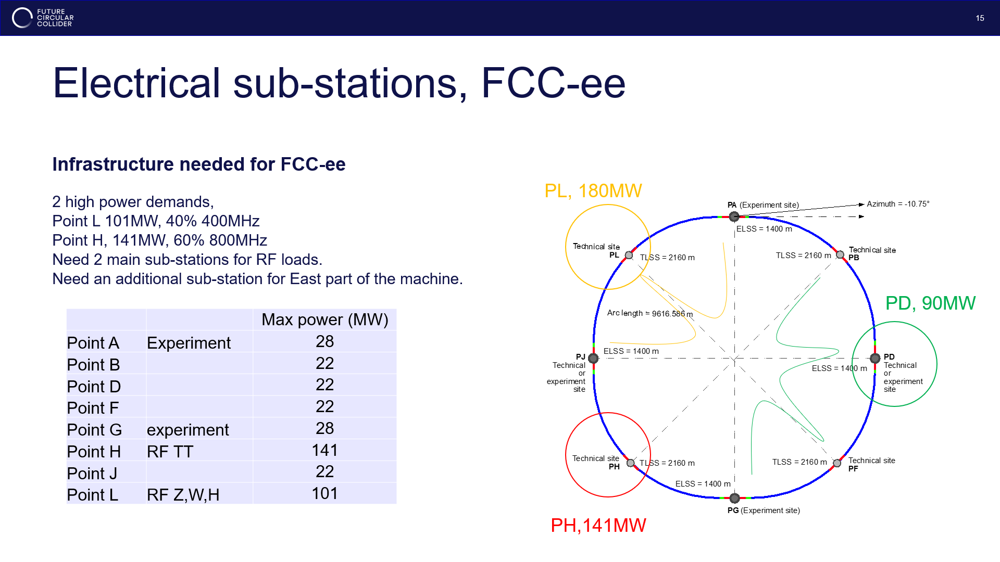 FUTURE
CIRCULAR
COLLIDER
15
Electrical sub-stations, FCC-ee
Infrastructure needed for FCC-ee
2 high power demands,
Point L 101MW, 40% 400MHz
Point H, 141MW, 60% 800MHz
Need 2 main sub-stations for RF loads.
Need an additional sub-station for East part of the machine.
Max power (MW)
Point A Experiment 28
Point B 22
Point D 22
Point F 22
Point G experiment 28
Point H RF TT 141
Point J 22
Point L RF Z,W,H 101
PL, 180MW
PA (Experiment site)
Azimuth = -10.75°
ELSS = 1400 m
Technical site
PL
TLSS = 2160 m
TLSS = 2160 m
Technical site
PB
PD, 90MW
Arc length = 9616.586 m
ELSS = 1400 m
PJ
Technical
or
experiment
site
ELSS = 1400 m
PD
Technical
or
experiment
site
Technical site
PH
TLSS = 2160 m
TLSS = 2160 m
Technical site
PF
ELSS = 1400 m
PG (Experiment site)
PH,141MW